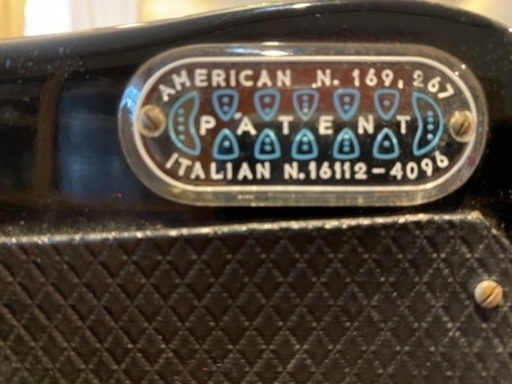 AMERICAN N. 169,267
PATENT
ITALIAN N.16112-4096